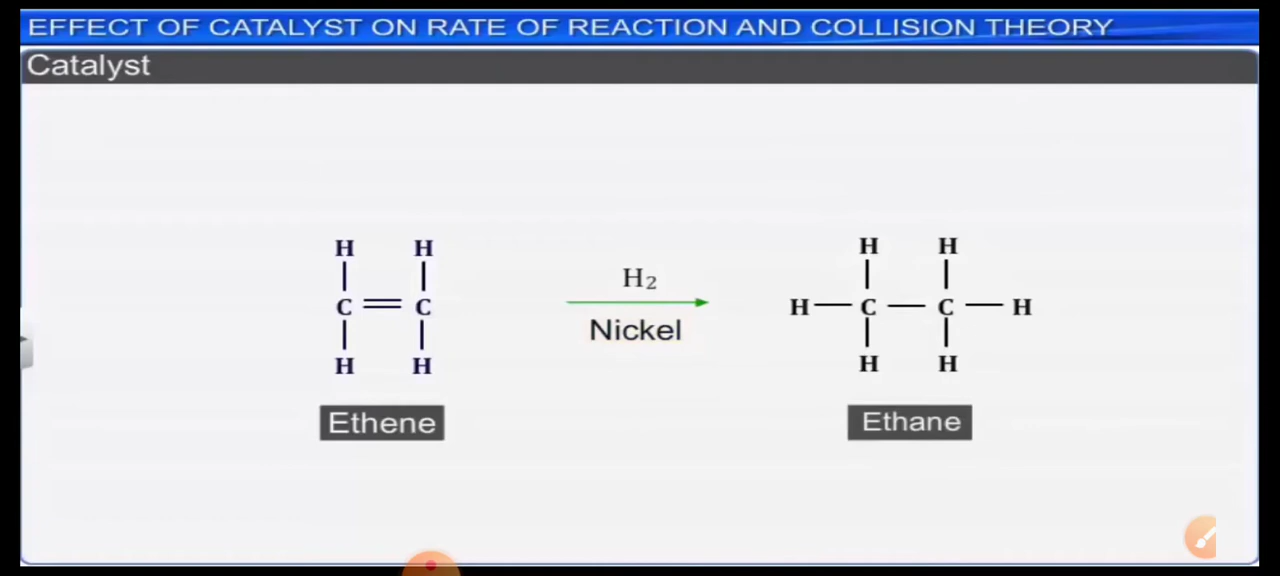 EFFECT OF CATALYST ON RATE OF REACTION AND COLLISION THEORY
Catalyst
H H
C C
H H
Ethene
H₂
Nickel
H H
H C C H
H H
Ethane